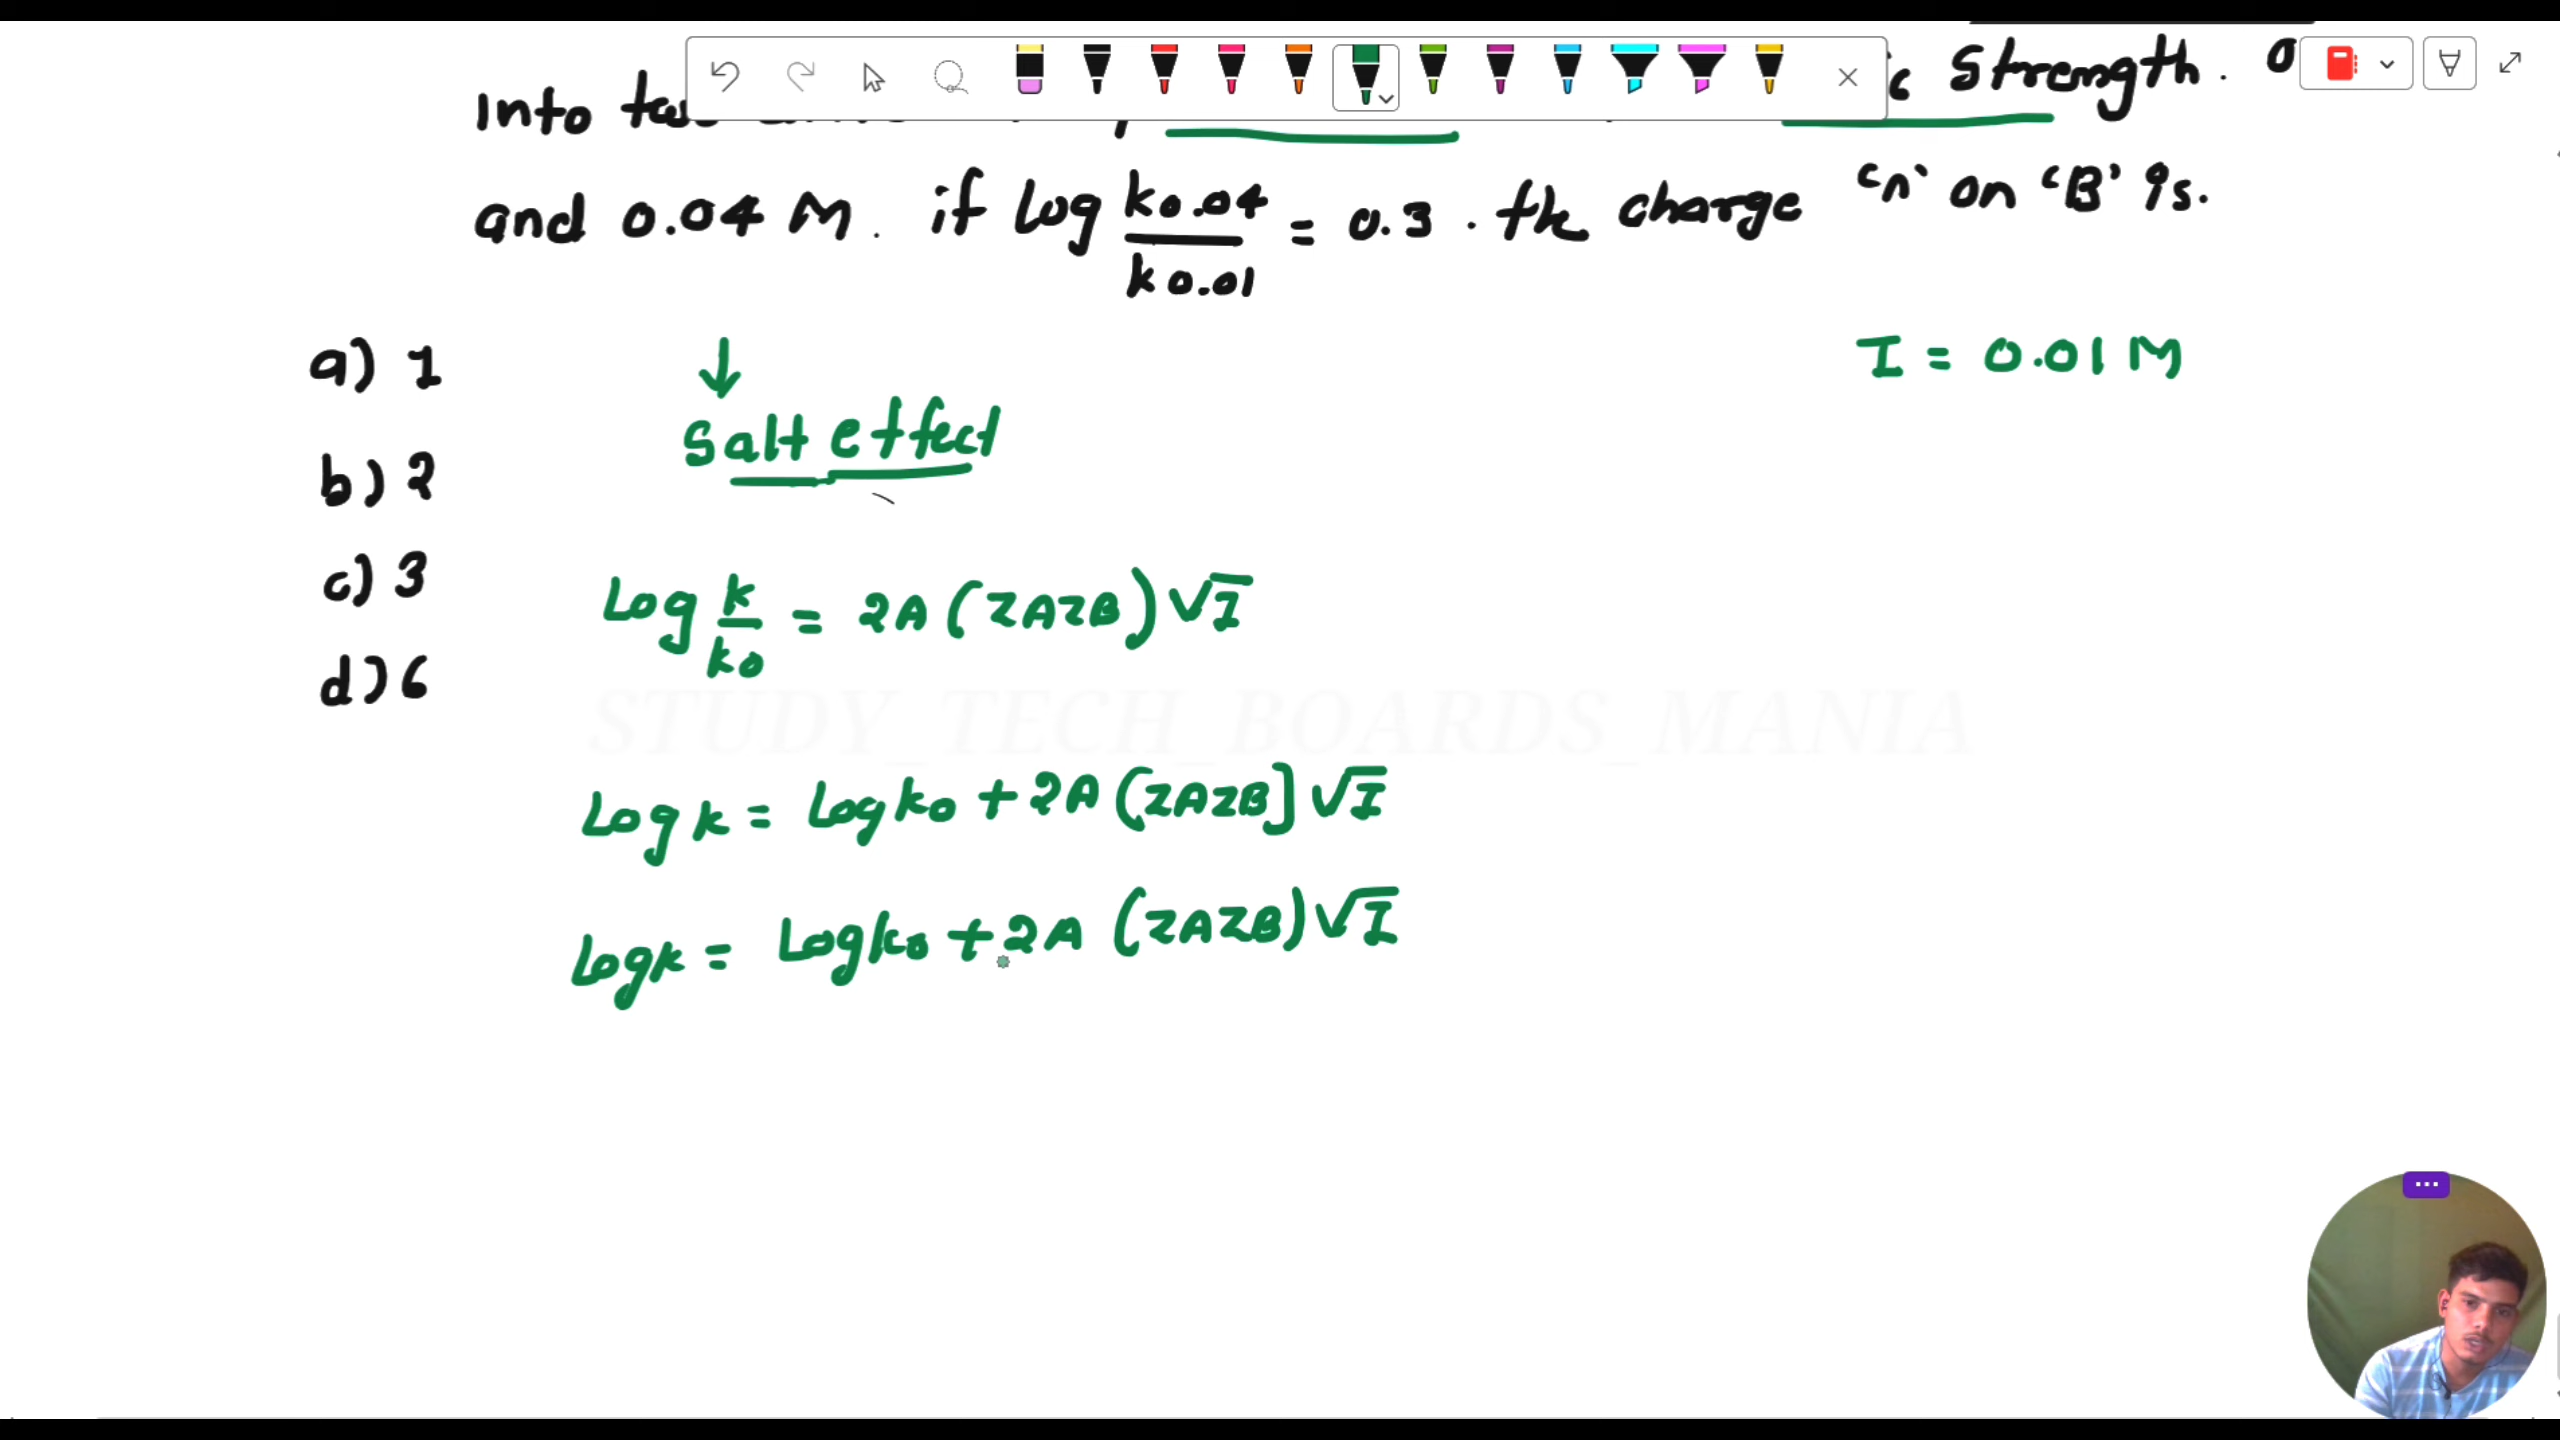 Into
c strength. 0
and 0.04 M. if log k0.04 / k0.01 = 0.3. the charge ‘n’ on ‘B’ is.
a) 1
b) 2
c) 3
d) 6
↓
Salt effect
I = 0.01 M
Log k/k0 = 2A (ZAZB) √I
STUDY_TECH_BOARDS_MANIA
Log k = Log k0 + 2A (ZAZB] √I
Log k = Log k0 + 2A (ZAZB) √I